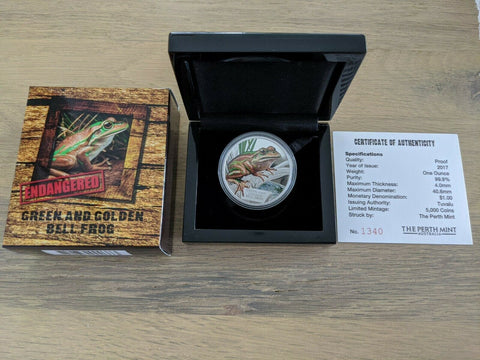 ENDANGERED
GREEN AND GOLDEN
BELL FROG
CERTIFICATE OF AUTHENTICITY
Specifications
Quality: Proof
Year of Issue: 2017
Weight: One Ounce
Purity: 99.9%
Maximum Thickness: 4.0mm
Maximum Diameter: 40.6mm
Monetary Denomination: $1.00
Issuing Authority: Tuvalu
Limited Mintage: 5,000 Coins
Struck by: The Perth Mint
No. 1340
THE PERTH MINT
AUSTRALIA